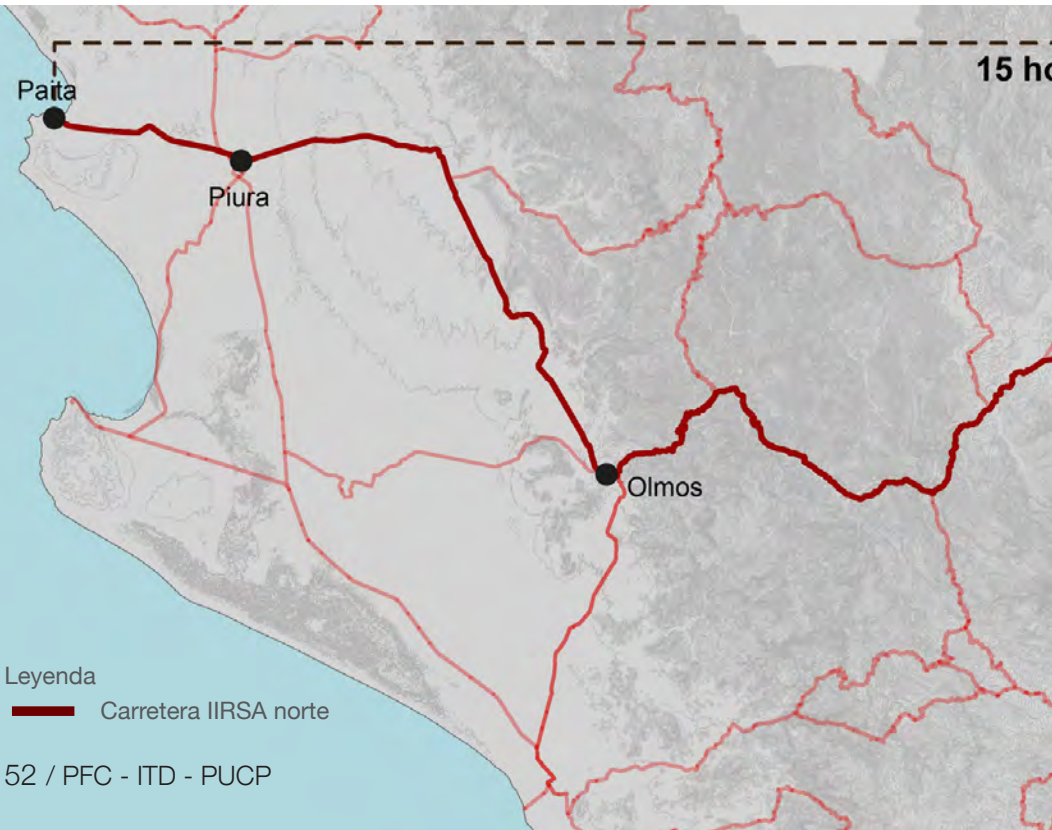 15 ho
Paita
Piura
Olmos
Leyenda
Carretera IIRSA norte
52 / PFC - ITD - PUCP